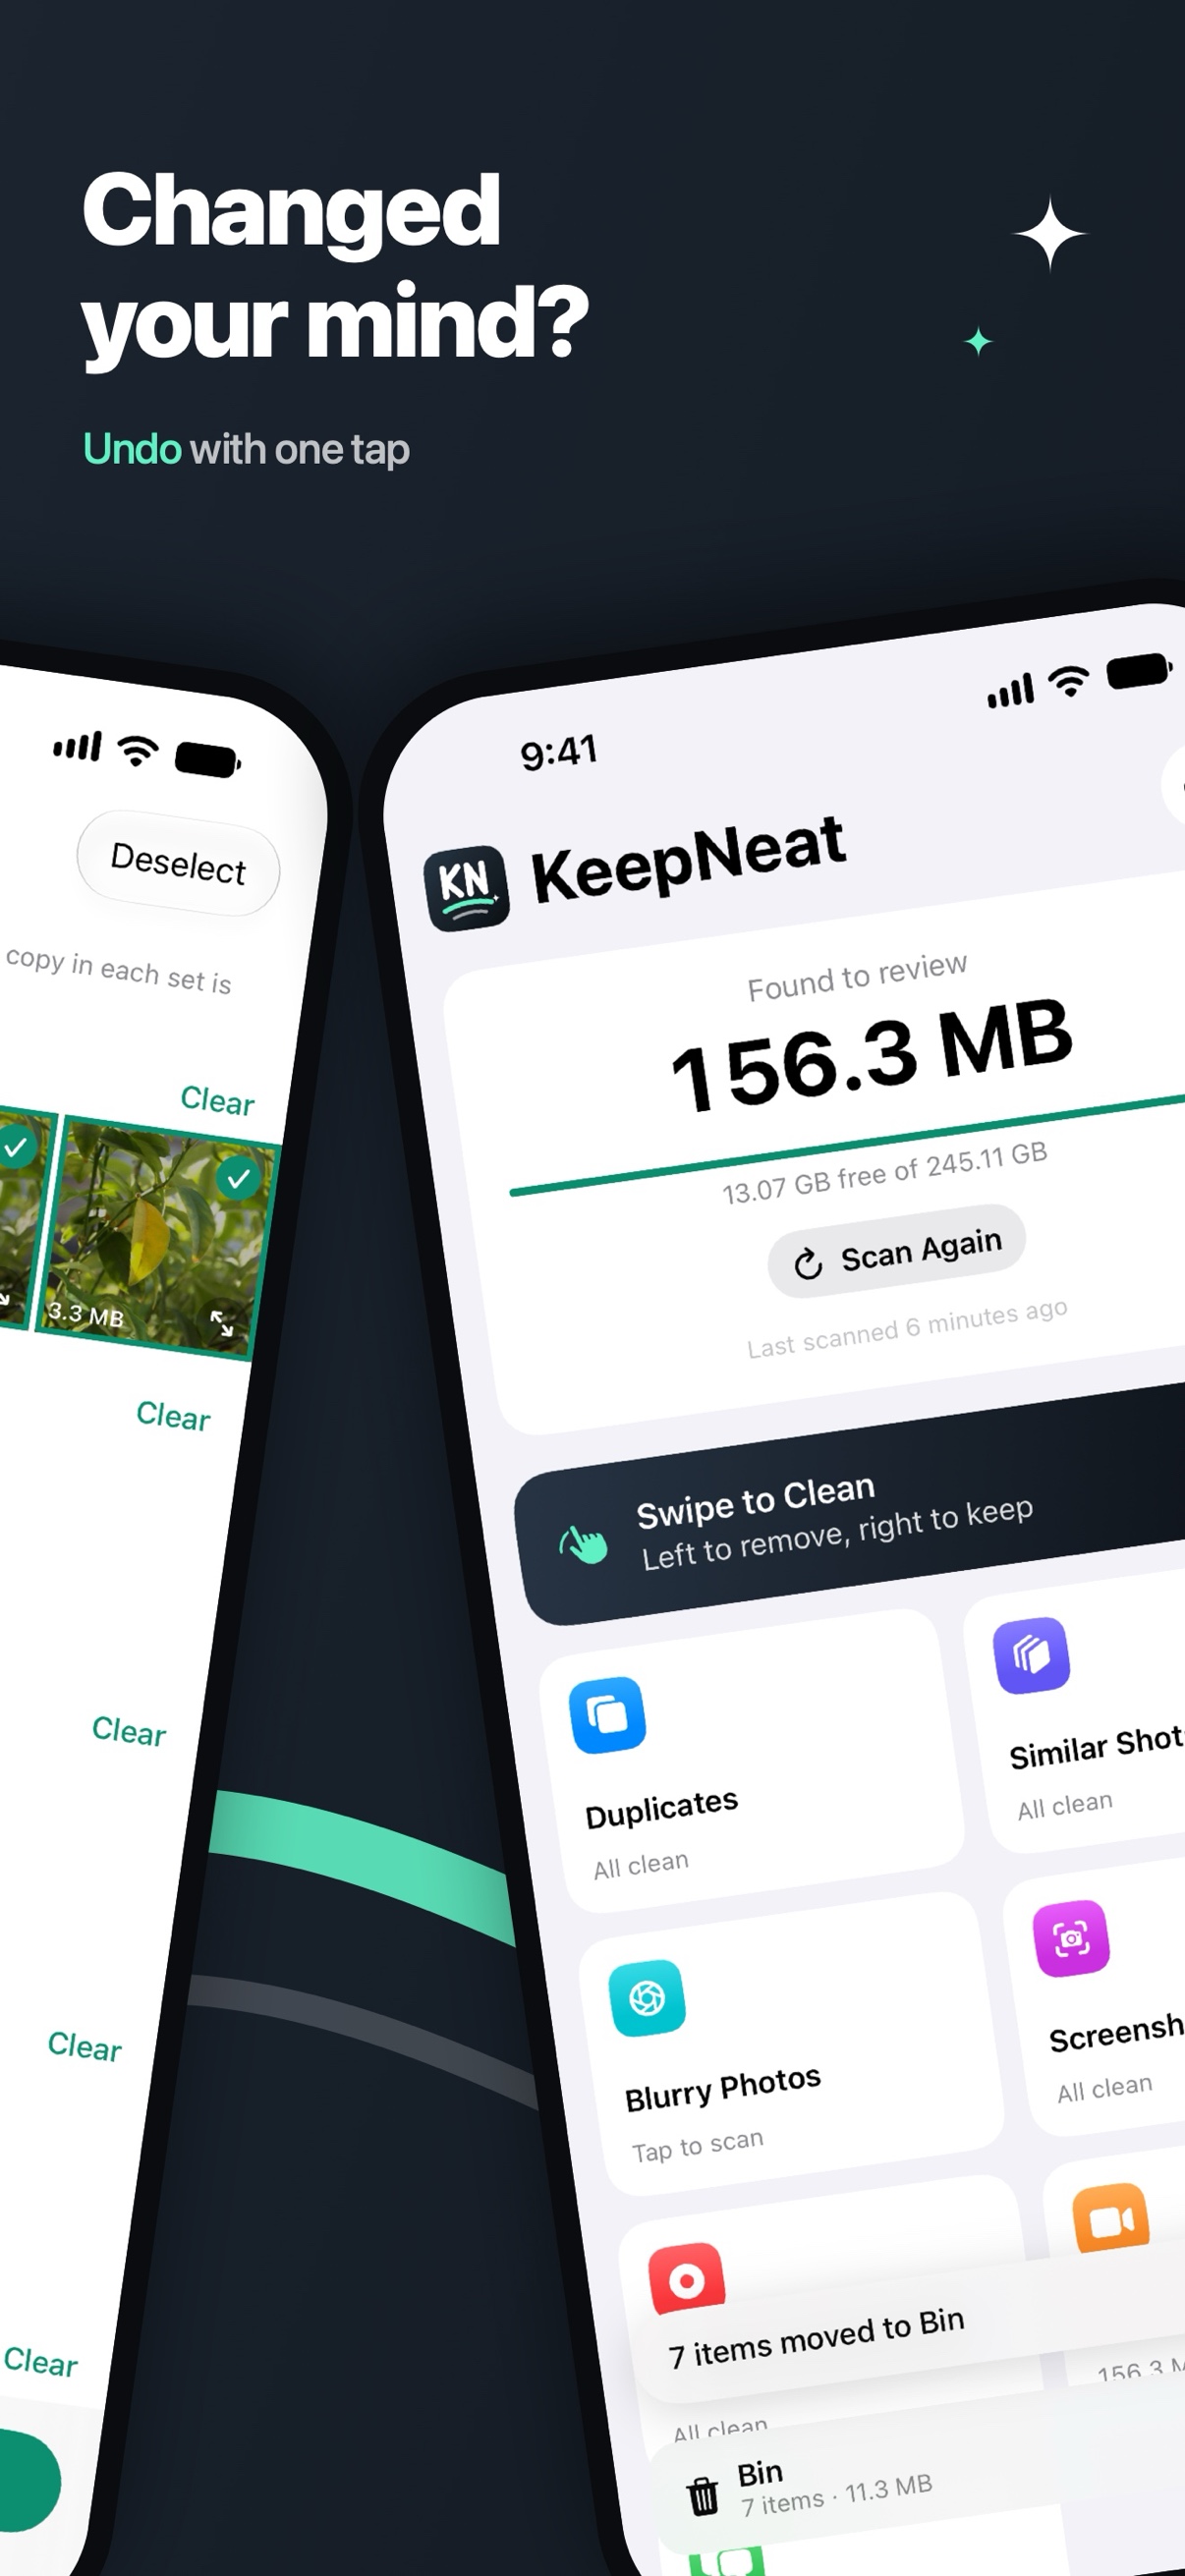 Changed
your mind?
Undo with one tap
Deselect
copy in each set is
Clear
3.3 MB
Clear
Clear
Clear
Clear
9:41
KN
KeepNeat
Found to review
156.3 MB
13.07 GB free of 245.11 GB
Scan Again
Last scanned 6 minutes ago
Swipe to Clean
Left to remove, right to keep
Duplicates
All clean
Similar Shot
All clean
Blurry Photos
Tap to scan
Screensh
All clean
7 items moved to Bin
All clean
156.3 M
Bin
7 items · 11.3 MB